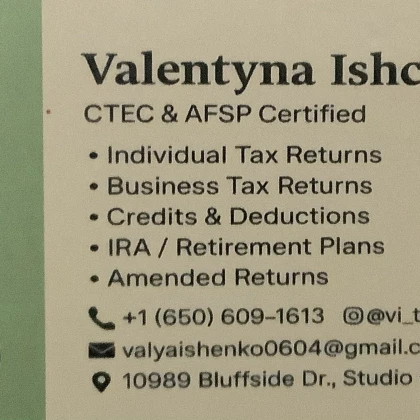 Valentyna Ishc
CTEC & AFSP Certified
• Individual Tax Returns
• Business Tax Returns
• Credits & Deductions
• IRA / Retirement Plans
• Amended Returns
+1 (650) 609-1613 @vi_t
valyaishenko0604@gmail.c
10989 Bluffside Dr., Studio